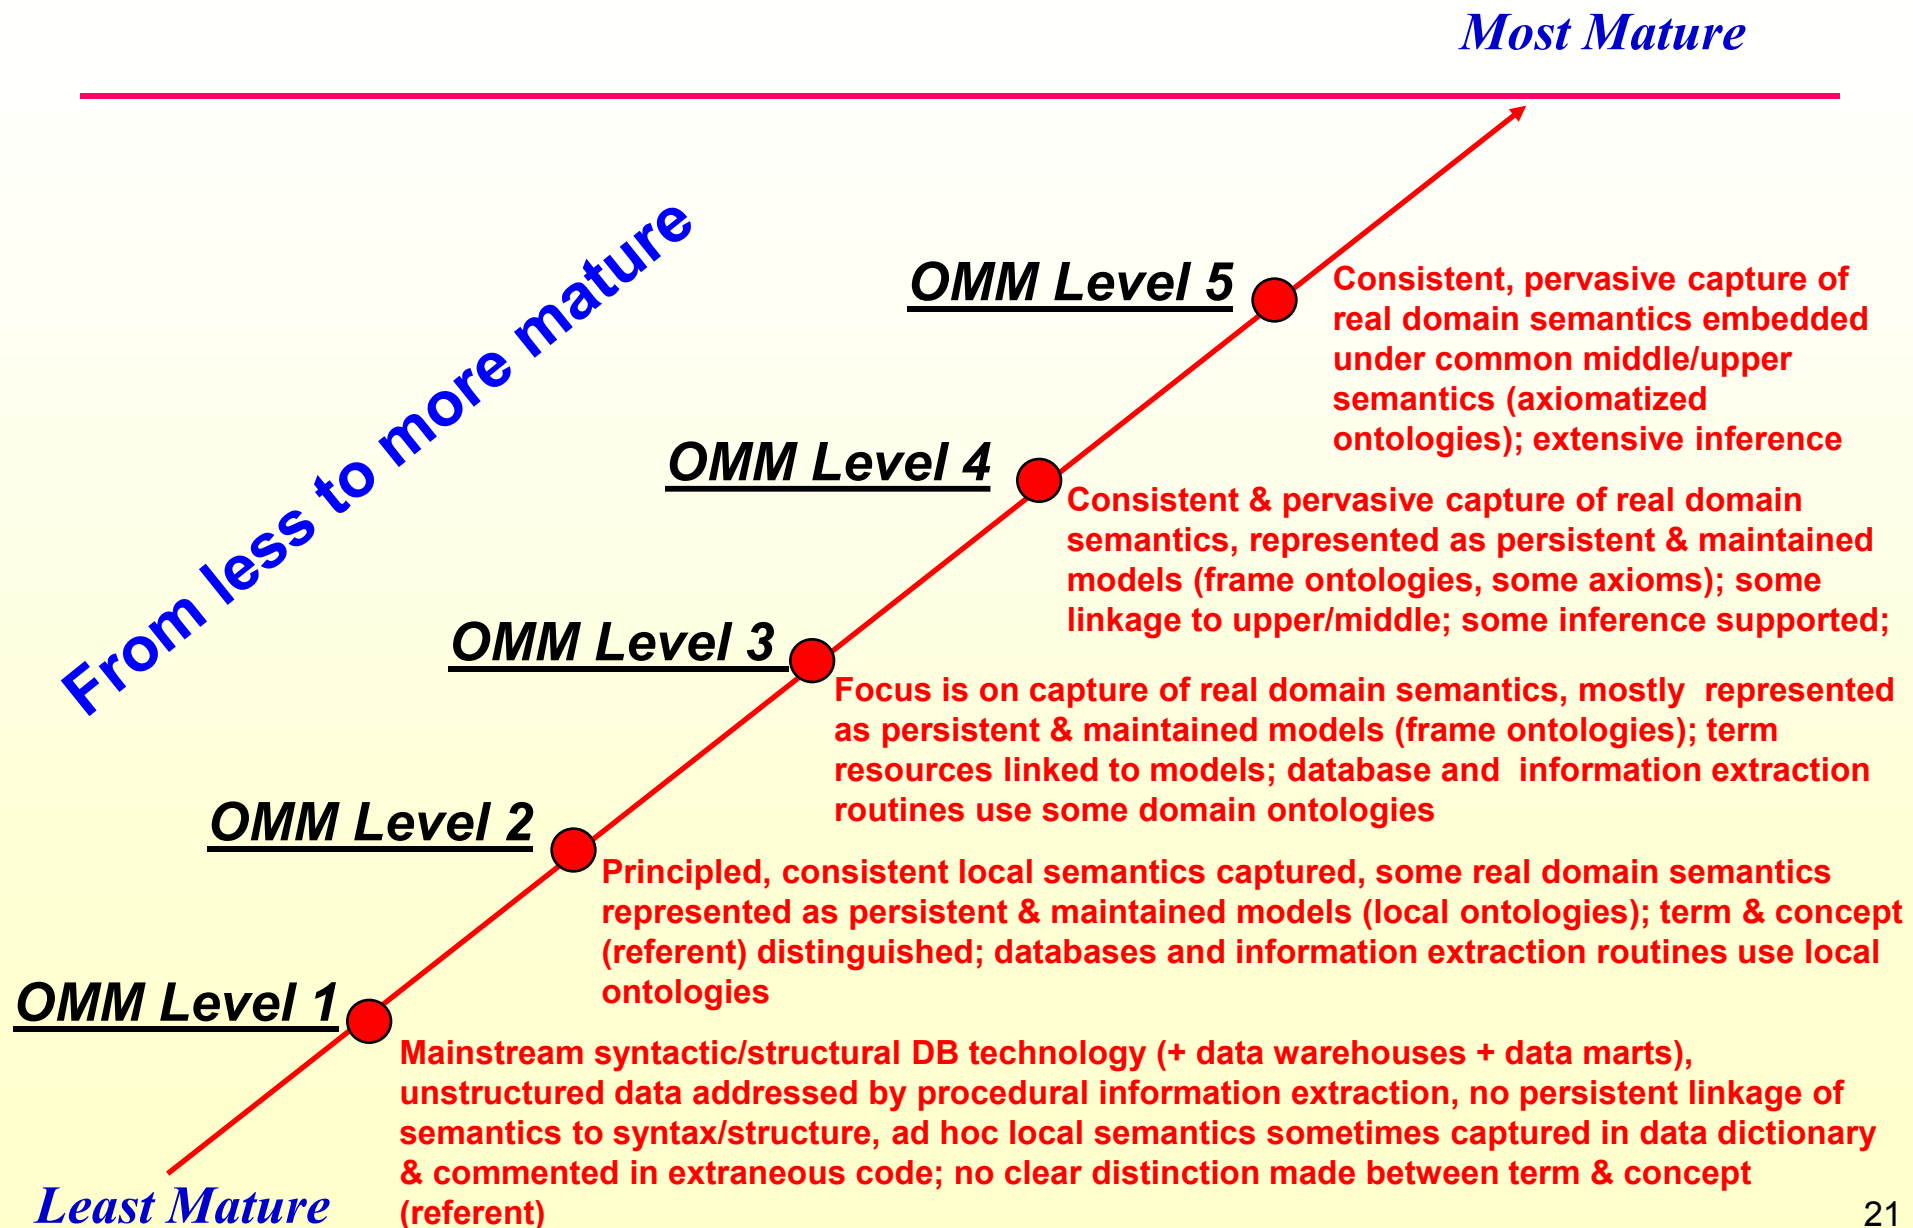 Most Mature
From less to more mature
OMM Level 5
Consistent, pervasive capture of
real domain semantics embedded
under common middle/upper
semantics (axiomatized
ontologies); extensive inference
OMM Level 4
Consistent & pervasive capture of real domain
semantics, represented as persistent & maintained
models (frame ontologies, some axioms); some
linkage to upper/middle; some inference supported;
OMM Level 3
Focus is on capture of real domain semantics, mostly represented
as persistent & maintained models (frame ontologies); term
resources linked to models; database and information extraction
routines use some domain ontologies
OMM Level 2
Principled, consistent local semantics captured, some real domain semantics
represented as persistent & maintained models (local ontologies); term & concept
(referent) distinguished; databases and information extraction routines use local
ontologies
OMM Level 1
Mainstream syntactic/structural DB technology (+ data warehouses + data marts),
unstructured data addressed by procedural information extraction, no persistent linkage of
semantics to syntax/structure, ad hoc local semantics sometimes captured in data dictionary
& commented in extraneous code; no clear distinction made between term & concept
(referent)
Least Mature
21